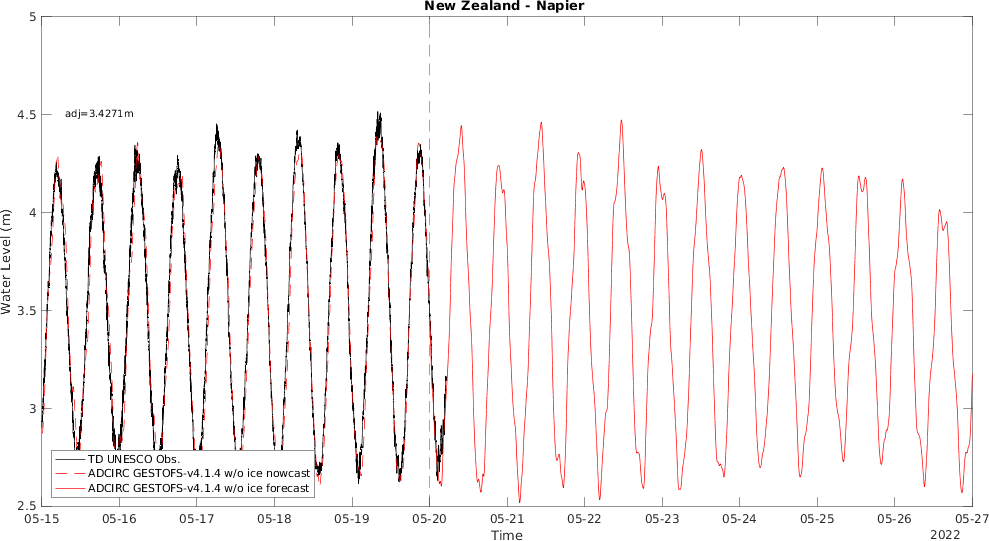 New Zealand - Napier
5
4.5
4
3.5
3
2.5
Water Level (m)
adj=3.4271m
TD UNESCO Obs.
ADCIRC GESTOFS-v4.1.4 w/o ice nowcast
ADCIRC GESTOFS-v4.1.4 w/o ice forecast
05-15 05-16 05-17 05-18 05-19 05-20 05-21 05-22 05-23 05-24 05-25 05-26 05-27
Time
2022